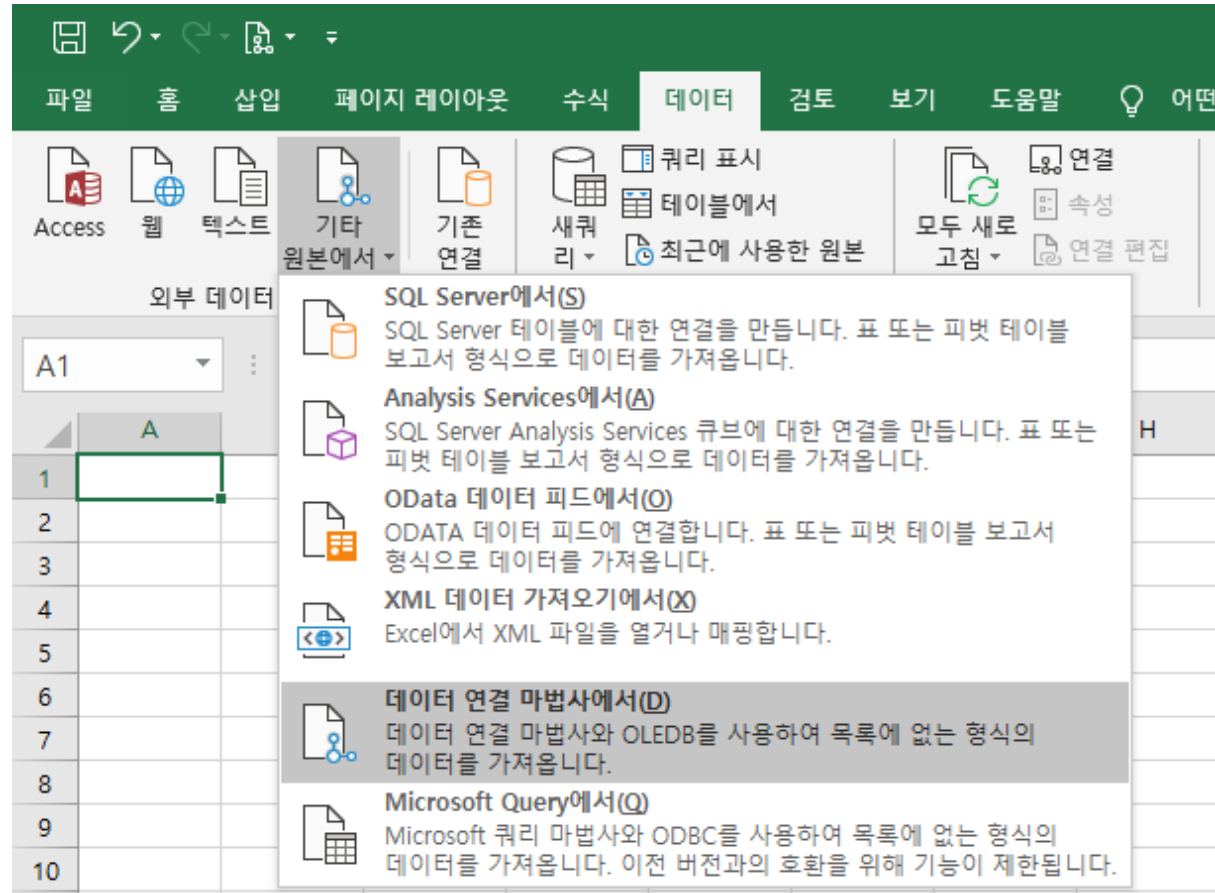 파일 홈 삽입 페이지 레이아웃 수식 데이터 검토 보기 도움말 어떤
Access 웹 텍스트 기타 원본에서 기존 연결 새쿼리 쿼리 표시 테이블에서 최근에 사용한 원본 모두 새로 고침 연결 속성 연결 편집
외부 데이터
SQL Server에서(S)
SQL Server 테이블에 대한 연결을 만듭니다. 표 또는 피벗 테이블
보고서 형식으로 데이터를 가져옵니다.
Analysis Services에서(A)
SQL Server Analysis Services 큐브에 대한 연결을 만듭니다. 표 또는
피벗 테이블 보고서 형식으로 데이터를 가져옵니다.
OData 데이터 피드에서(O)
ODATA 데이터 피드에 연결합니다. 표 또는 피벗 테이블 보고서
형식으로 데이터를 가져옵니다.
XML 데이터 가져오기에서(X)
Excel에서 XML 파일을 열거나 매핑합니다.
데이터 연결 마법사에서(D)
데이터 연결 마법사와 OLEDB를 사용하여 목록에 없는 형식의
데이터를 가져옵니다.
Microsoft Query에서(Q)
Microsoft 쿼리 마법사와 ODBC를 사용하여 목록에 없는 형식의
데이터를 가져옵니다. 이전 버전과의 호환을 위해 기능이 제한됩니다.
A1
A H
1
2
3
4
5
6
7
8
9
10